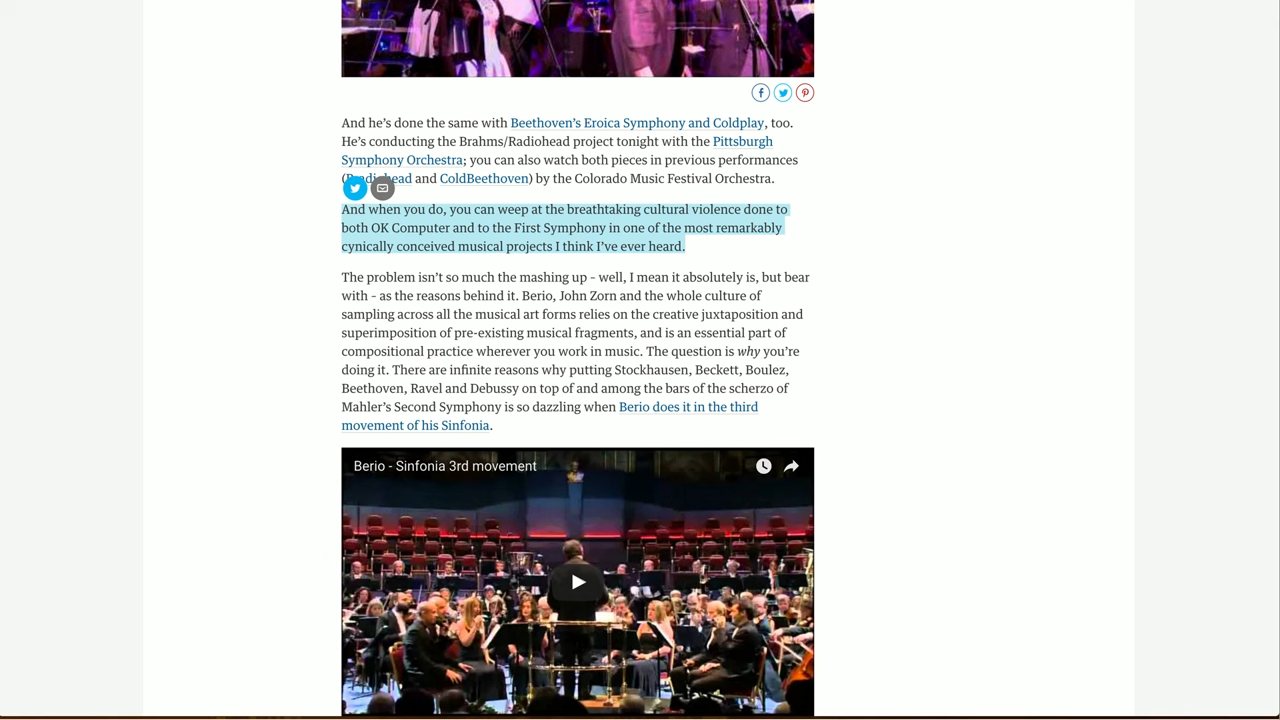 And he’s done the same with Beethoven’s Eroica Symphony and Coldplay, too.
He’s conducting the Brahms/Radiohead project tonight with the Pittsburgh
Symphony Orchestra; you can also watch both pieces in previous performances
and ColdBeethoven) by the Colorado Music Festival Orchestra.
And when you do, you can weep at the breathtaking cultural violence done to
both OK Computer and to the First Symphony in one of the most remarkably
cynically conceived musical projects I think I’ve ever heard.
The problem isn’t so much the mashing up – well, I mean it absolutely is, but bear
with – as the reasons behind it. Berio, John Zorn and the whole culture of
sampling across all the musical art forms relies on the creative juxtaposition and
superimposition of pre-existing musical fragments, and is an essential part of
compositional practice wherever you work in music. The question is why you’re
doing it. There are infinite reasons why putting Stockhausen, Beckett, Boulez,
Beethoven, Ravel and Debussy on top of and among the bars of the scherzo of
Mahler’s Second Symphony is so dazzling when Berio does it in the third
movement of his Sinfonia.
Berio - Sinfonia 3rd movement